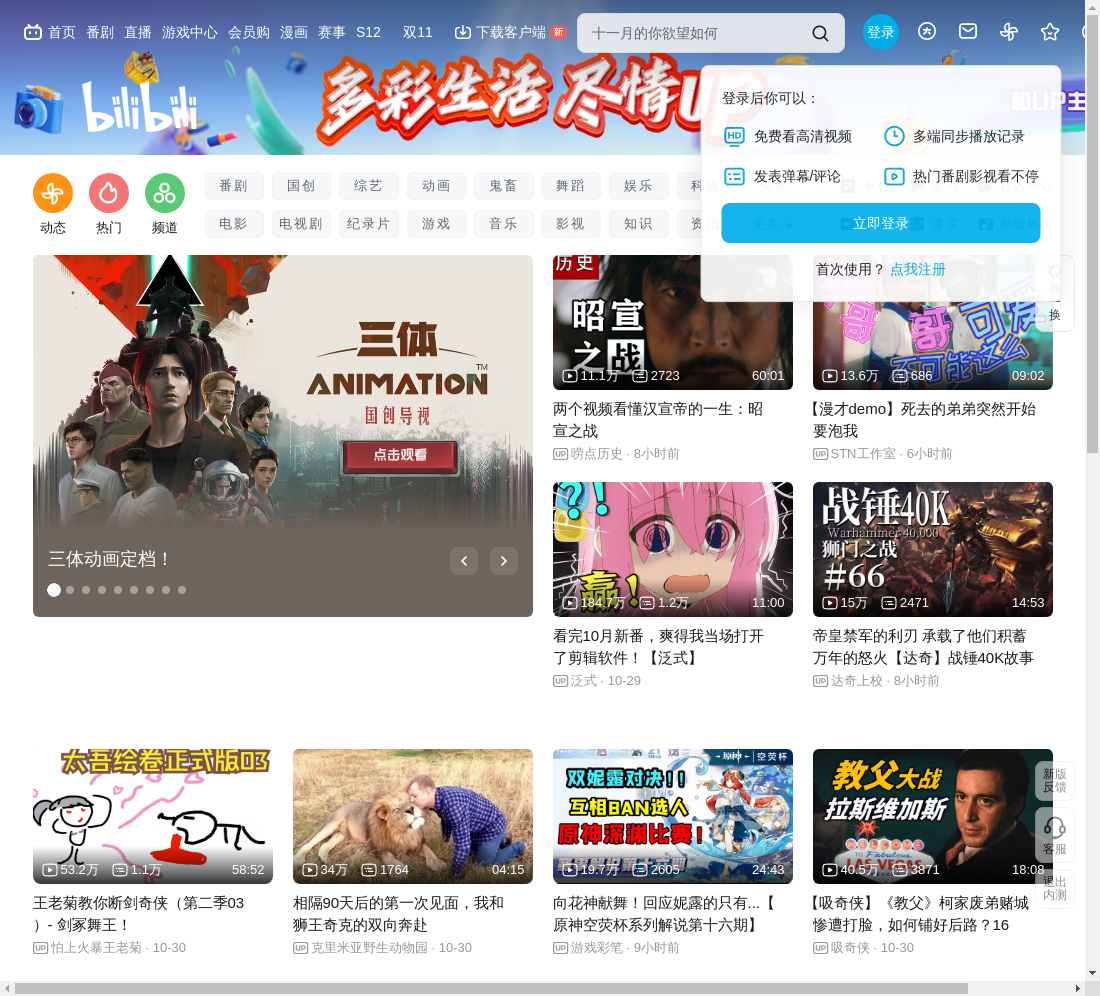 首页 番剧 直播 游戏中心 会员购 漫画 赛事 S12 双11 下载客户端 新 十一月的你欲望如何 登录
bilibili 多彩生活 尽情UP 和UP主
登录后你可以：
免费看高清视频 多端同步播放记录
发表弹幕/评论 热门番剧影视看不停
立即登录
首次使用？ 点我注册
番剧 国创 综艺 动画 鬼畜 舞蹈 娱乐
电影 电视剧 纪录片 游戏 音乐 影视 知识 资讯 更多
动态 热门 频道
换
三体
ANIMATION
TM
国创导视
点击观看
三体动画定档！
历史
昭宣
之战
11.1万 2723 60:01
两个视频看懂汉宣帝的一生：昭
宣之战
唠点历史 · 8小时前
哥 哥 可
不可能这么
13.6万 686 09:02
【漫才demo】死去的弟弟突然开始
要泡我
STN工作室 · 6小时前
?!
赢!
184.7万 1.2万 11:00
看完10月新番，爽得我当场打开
了剪辑软件！【泛式】
泛式 · 10-29
战锤40K
Warhammer 40,000
狮门之战
#66
15万 2471 14:53
帝皇禁军的利刃 承载了他们积蓄
万年的怒火【达奇】战锤40K故事
达奇上校 · 8小时前
太吾绘卷正式版03
53.2万 1.1万 58:52
王老菊教你断剑奇侠（第二季03
）- 剑冢舞王！
怕上火暴王老菊 · 10-30
34万 1764 04:15
相隔90天后的第一次见面，我和
狮王奇克的双向奔赴
克里米亚野生动物园 · 10-30
原神 空荧杯
双妮露对决!!
互相BAN选人
原神深渊比赛!
19.7万 2605 24:43
向花神献舞！回应妮露的只有...【
原神空荧杯系列解说第十六期】
游戏彩笔 · 9小时前
教父大战
拉斯维加斯
WELCOME
TO Fabulous
LAS VEGAS
40.5万 3871 18:08
【吸奇侠】《教父》柯家废弟赌城
惨遭打脸，如何铺好后路？16
吸奇侠 · 10-30
新版
反馈
客服
退出
内测